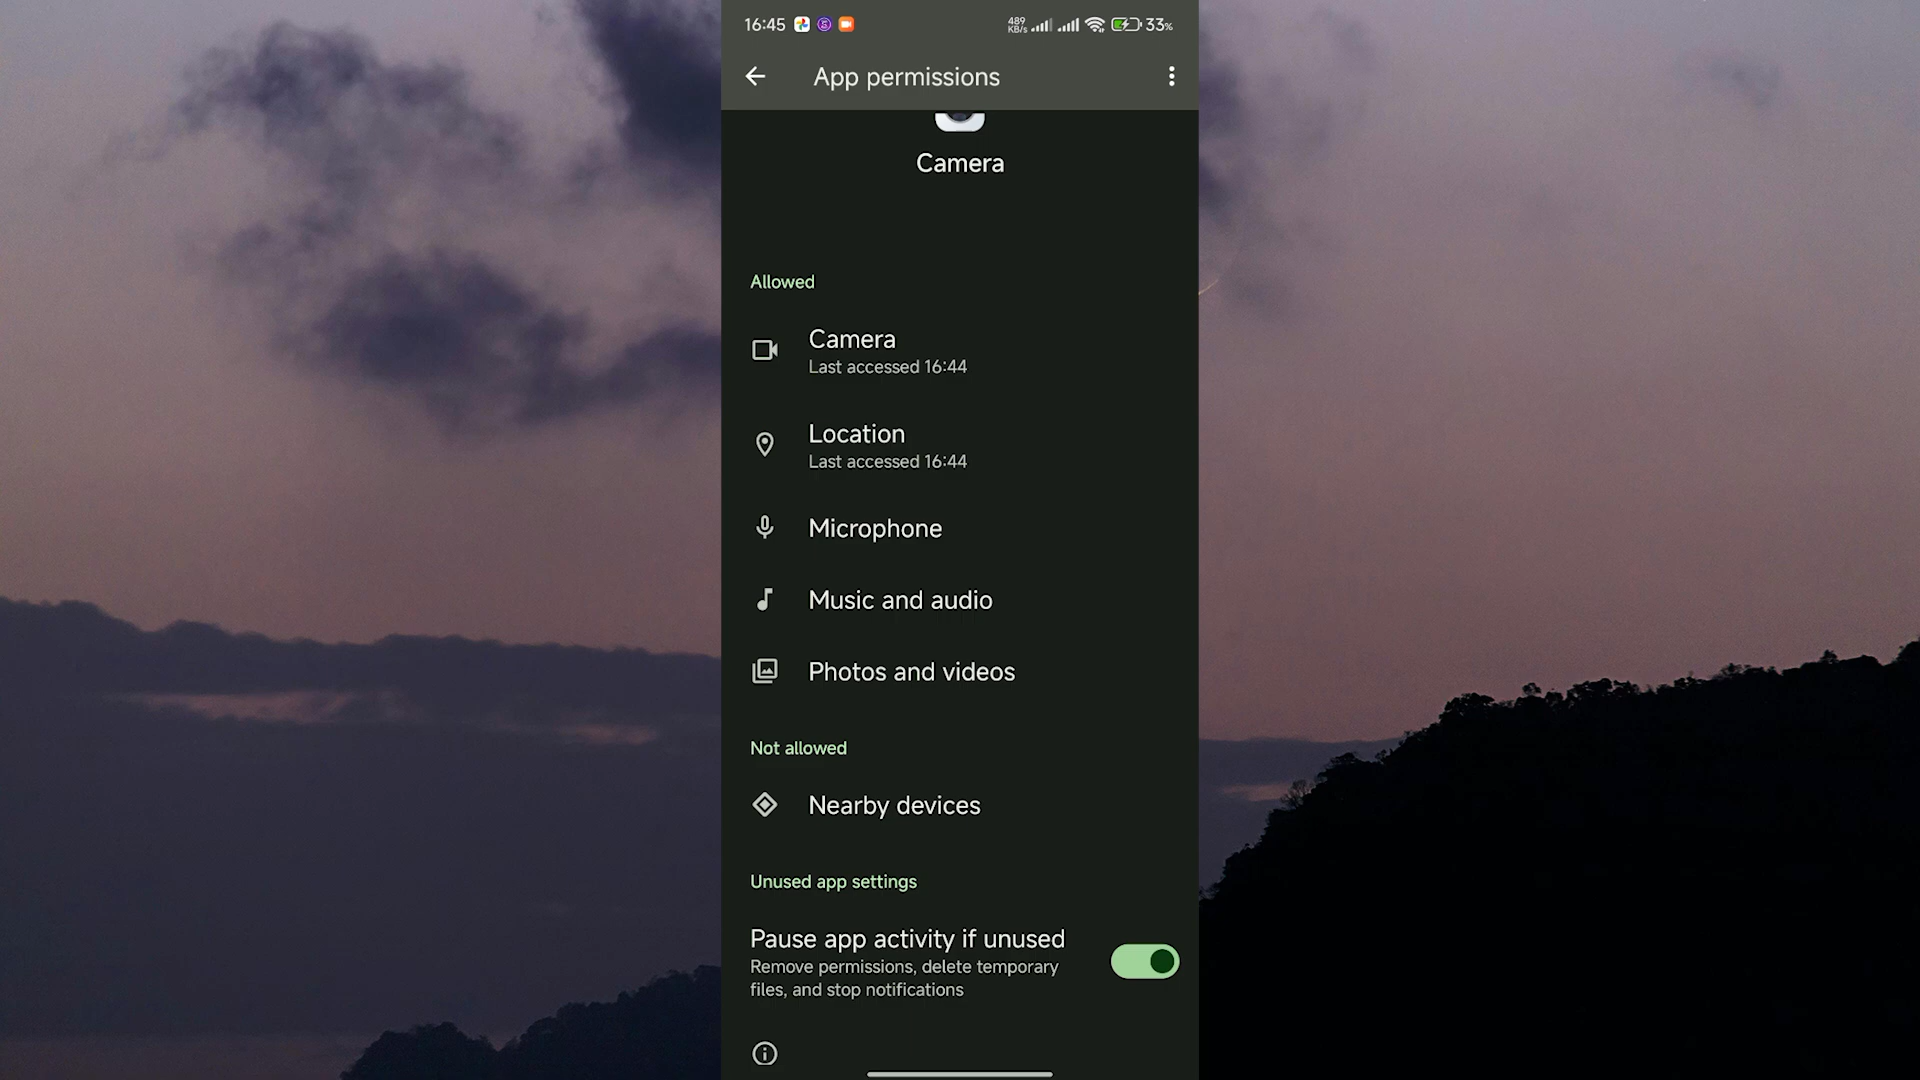 16:45
489
KB/s
33%
App permissions
Camera
Allowed
Camera
Last accessed 16:44
Location
Last accessed 16:44
Microphone
Music and audio
Photos and videos
Not allowed
Nearby devices
Unused app settings
Pause app activity if unused
Remove permissions, delete temporary
files, and stop notifications